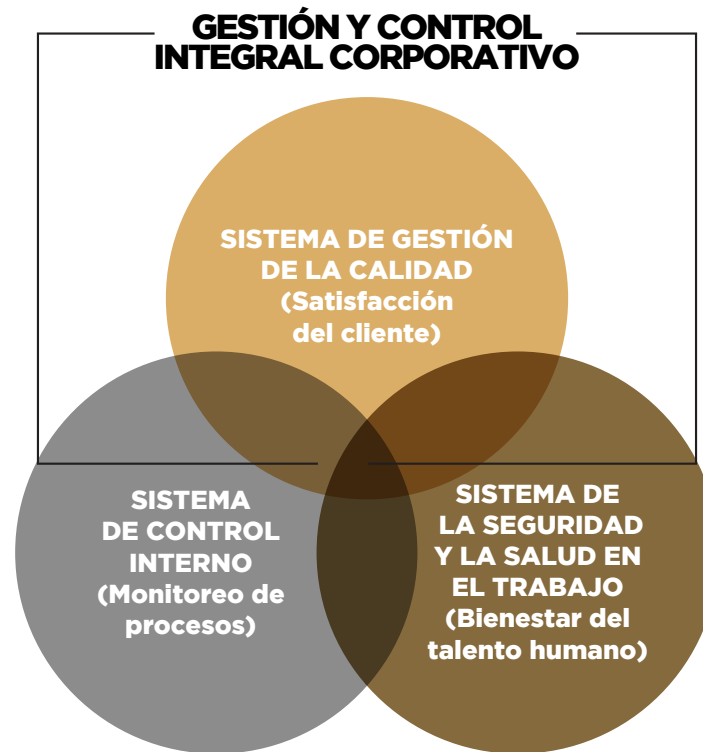 GESTIÓN Y CONTROL
INTEGRAL CORPORATIVO
SISTEMA DE GESTIÓN
DE LA CALIDAD
(Satisfacción
del cliente)
SISTEMA
DE CONTROL
INTERNO
(Monitoreo de
procesos)
SISTEMA DE
LA SEGURIDAD
Y LA SALUD EN
EL TRABAJO
(Bienestar del
talento humano)